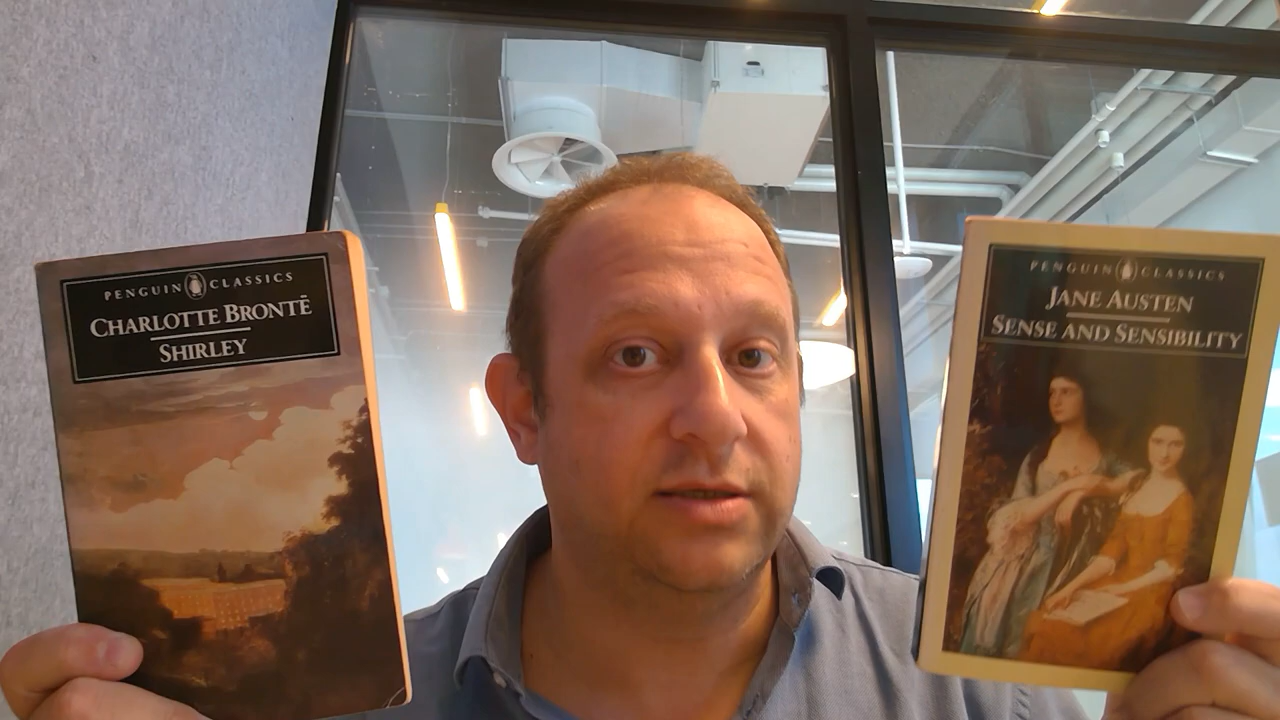 PENGUIN CLASSICS
CHARLOTTE BRONTË
SHIRLEY
PENGUIN CLASSICS
JANE AUSTEN
SENSE AND SENSIBILITY